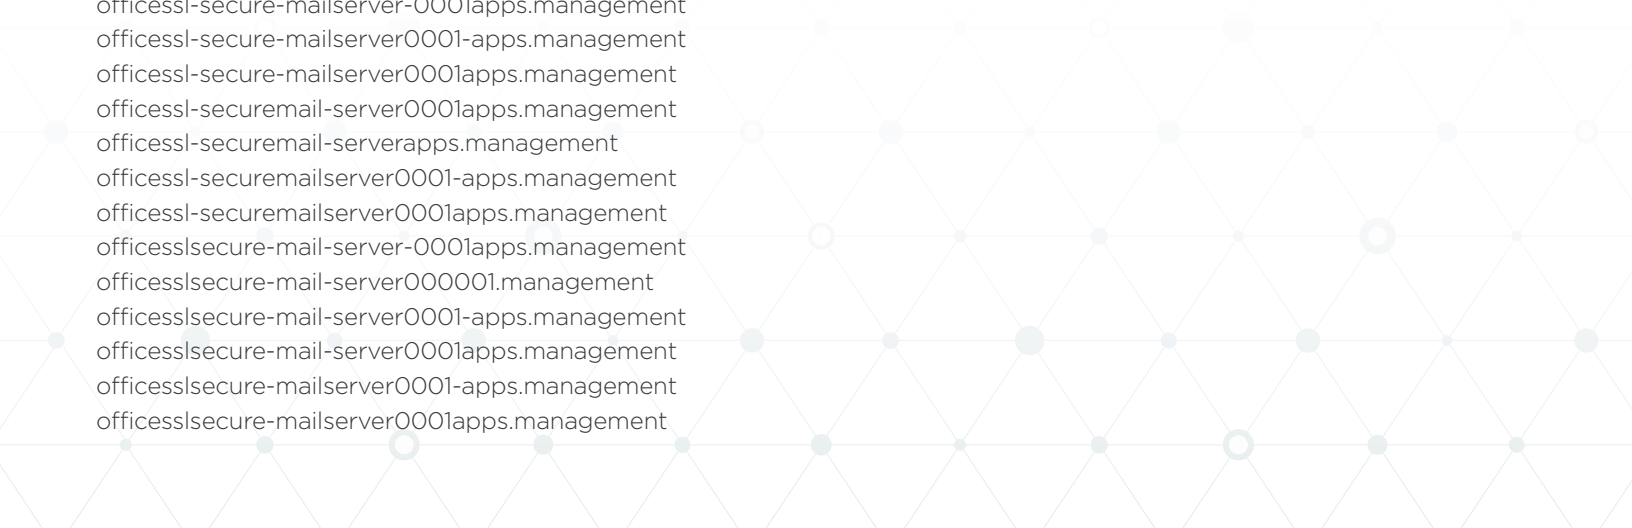 officessl-secure-mailserver-0001apps.management
officessl-secure-mailserver0001-apps.management
officessl-secure-mailserver0001apps.management
officessl-securemail-server0001apps.management
officessl-securemail-serverapps.management
officessl-securemailserver0001-apps.management
officessl-securemailserver0001apps.management
officesslsecure-mail-server-0001apps.management
officesslsecure-mail-server000001.management
officesslsecure-mail-server0001-apps.management
officesslsecure-mail-server0001apps.management
officesslsecure-mailserver0001-apps.management
officesslsecure-mailserver0001apps.management